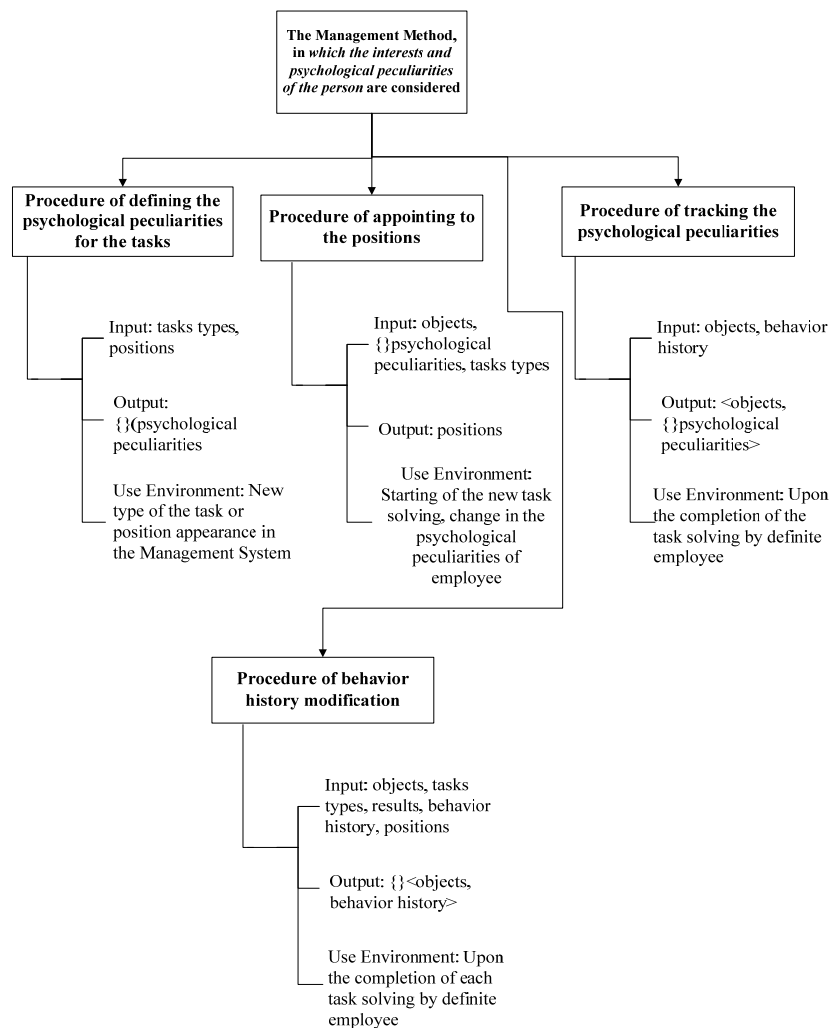 The Management Method,
in which the interests and
psychological peculiarities
of the person are considered
Procedure of defining the
psychological peculiarities
for the tasks
Input: tasks types,
positions
Output:
{}(psychological
peculiarities
Use Environment: New
type of the task or
position appearance in
the Management System
Procedure of appointing to
the positions
Input: objects,
{}psychological
peculiarities, tasks types
Output: positions
Use Environment:
Starting of the new task
solving, change in the
psychological
peculiarities of
employee
Procedure of tracking the
psychological peculiarities
Input: objects, behavior
history
Output: <objects,
{}psychological
peculiarities>
Use Environment: Upon
the completion of the
task solving by definite
employee
Procedure of behavior
history modification
Input: objects, tasks
types, results, behavior
history, positions
Output: {}<objects,
behavior history>
Use Environment: Upon
the completion of each
task solving by definite
employee